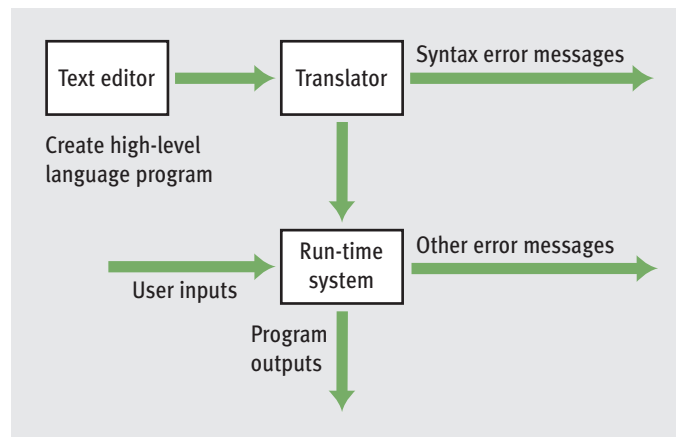 Text editor
Translator
Syntax error messages
Create high-level
language program
Run-time
system
Other error messages
User inputs
Program
outputs